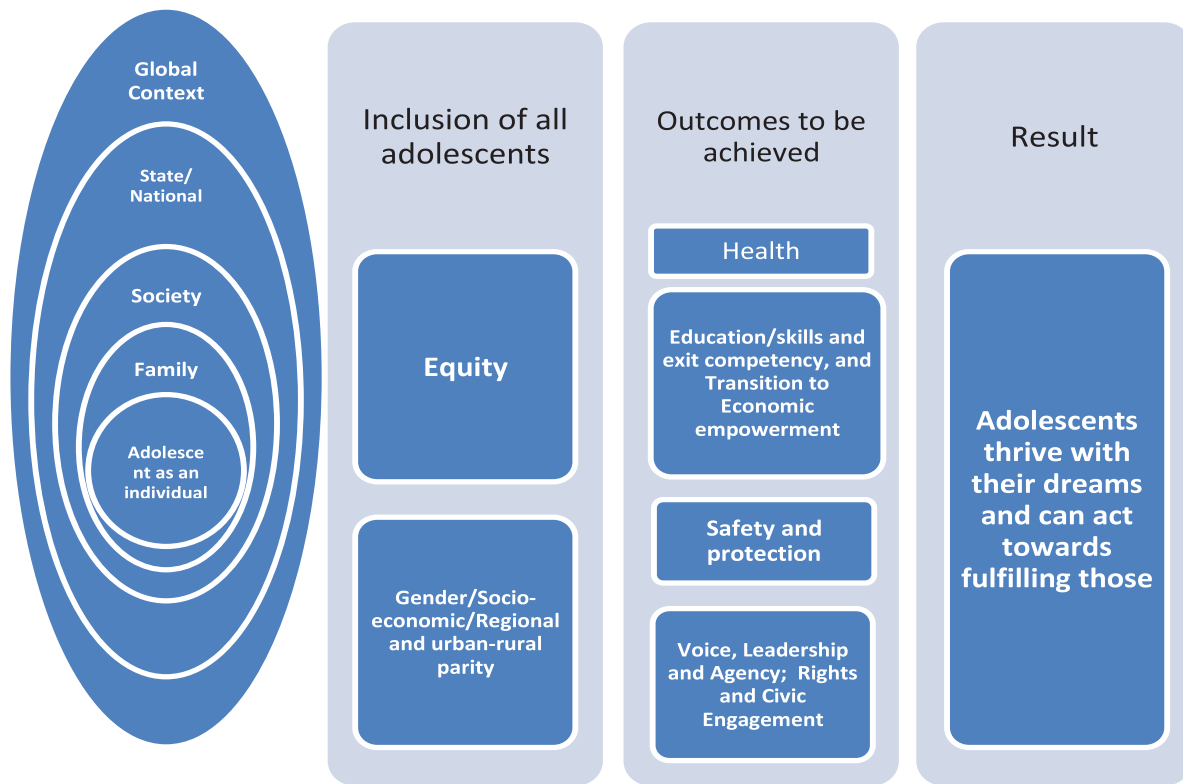 Global
Context
State/
National
Society
Family
Adolesce
nt as an
individual
Inclusion of all
adolescents
Equity
Gender/Socio-
economic/Regional
and urban-rural
parity
Outcomes to be
achieved
Health
Education/skills and
exit competency, and
Transition to
Economic
empowerment
Safety and
protection
Voice, Leadership
and Agency;  Rights
and Civic
Engagement
Result
Adolescents
thrive with
their dreams
and can act
towards
fulfilling those